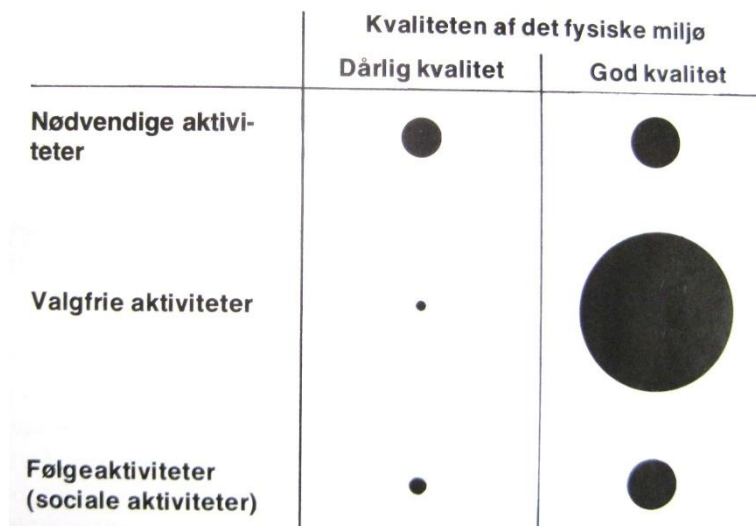 Kvaliteten af det fysiske miljø
Dårlig kvalitet
God kvalitet
Nødvendige aktivi-
teter
Valgfrie aktiviteter
Følgeaktiviteter
(sociale aktiviteter)